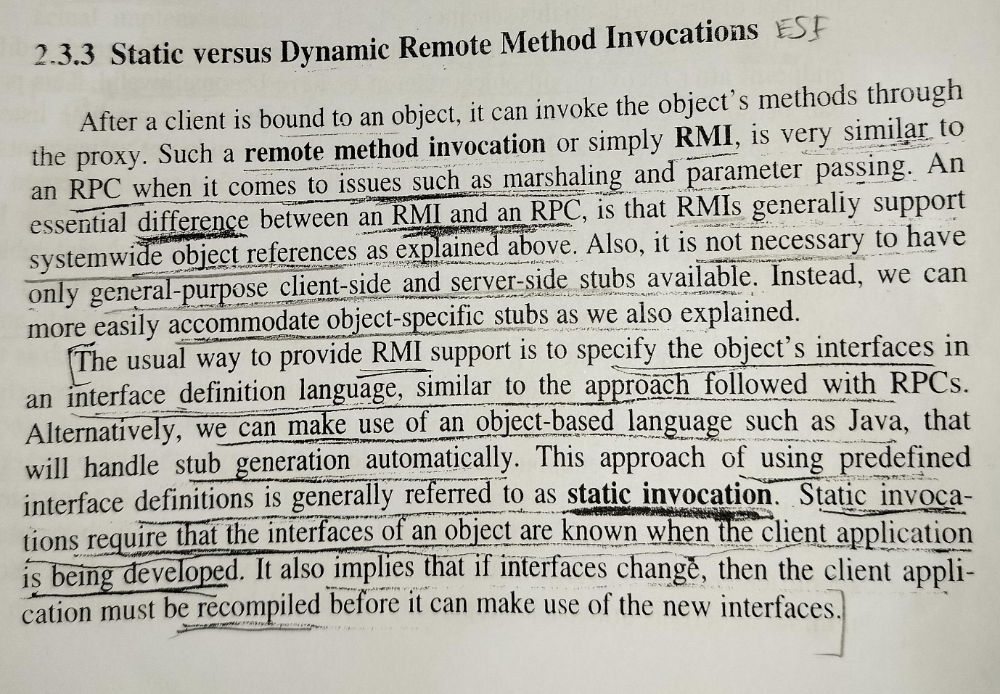 2.3.3 Static versus Dynamic Remote Method Invocations ESF
After a client is bound to an object, it can invoke the object's methods through
the proxy. Such a remote method invocation or simply RMI, is very similar to
an RPC when it comes to issues such as marshaling and parameter passing. An
essential difference between an RMI and an RPC, is that RMIs generally support
systemwide object references as explained above. Also, it is not necessary to have
only general-purpose client-side and server-side stubs available. Instead, we can
more easily accommodate object-specific stubs as we also explained.
[The usual way to provide RMI support is to specify the object's interfaces in
an interface definition language, similar to the approach followed with RPCs.
Alternatively, we can make use of an object-based language such as Java, that
will handle stub generation automatically. This approach of using predefined
interface definitions is generally referred to as static invocation. Static invoca-
tions require that the interfaces of an object are known when the client application
is being developed. It also implies that if interfaces change, then the client appli-
cation must be recompiled before it can make use of the new interfaces.]